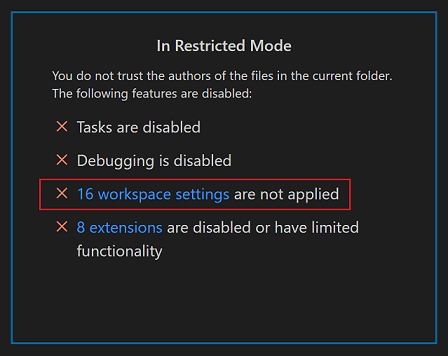 In Restricted Mode
You do not trust the authors of the files in the current folder.
The following features are disabled:
Tasks are disabled
Debugging is disabled
16 workspace settings are not applied
8 extensions are disabled or have limited
functionality